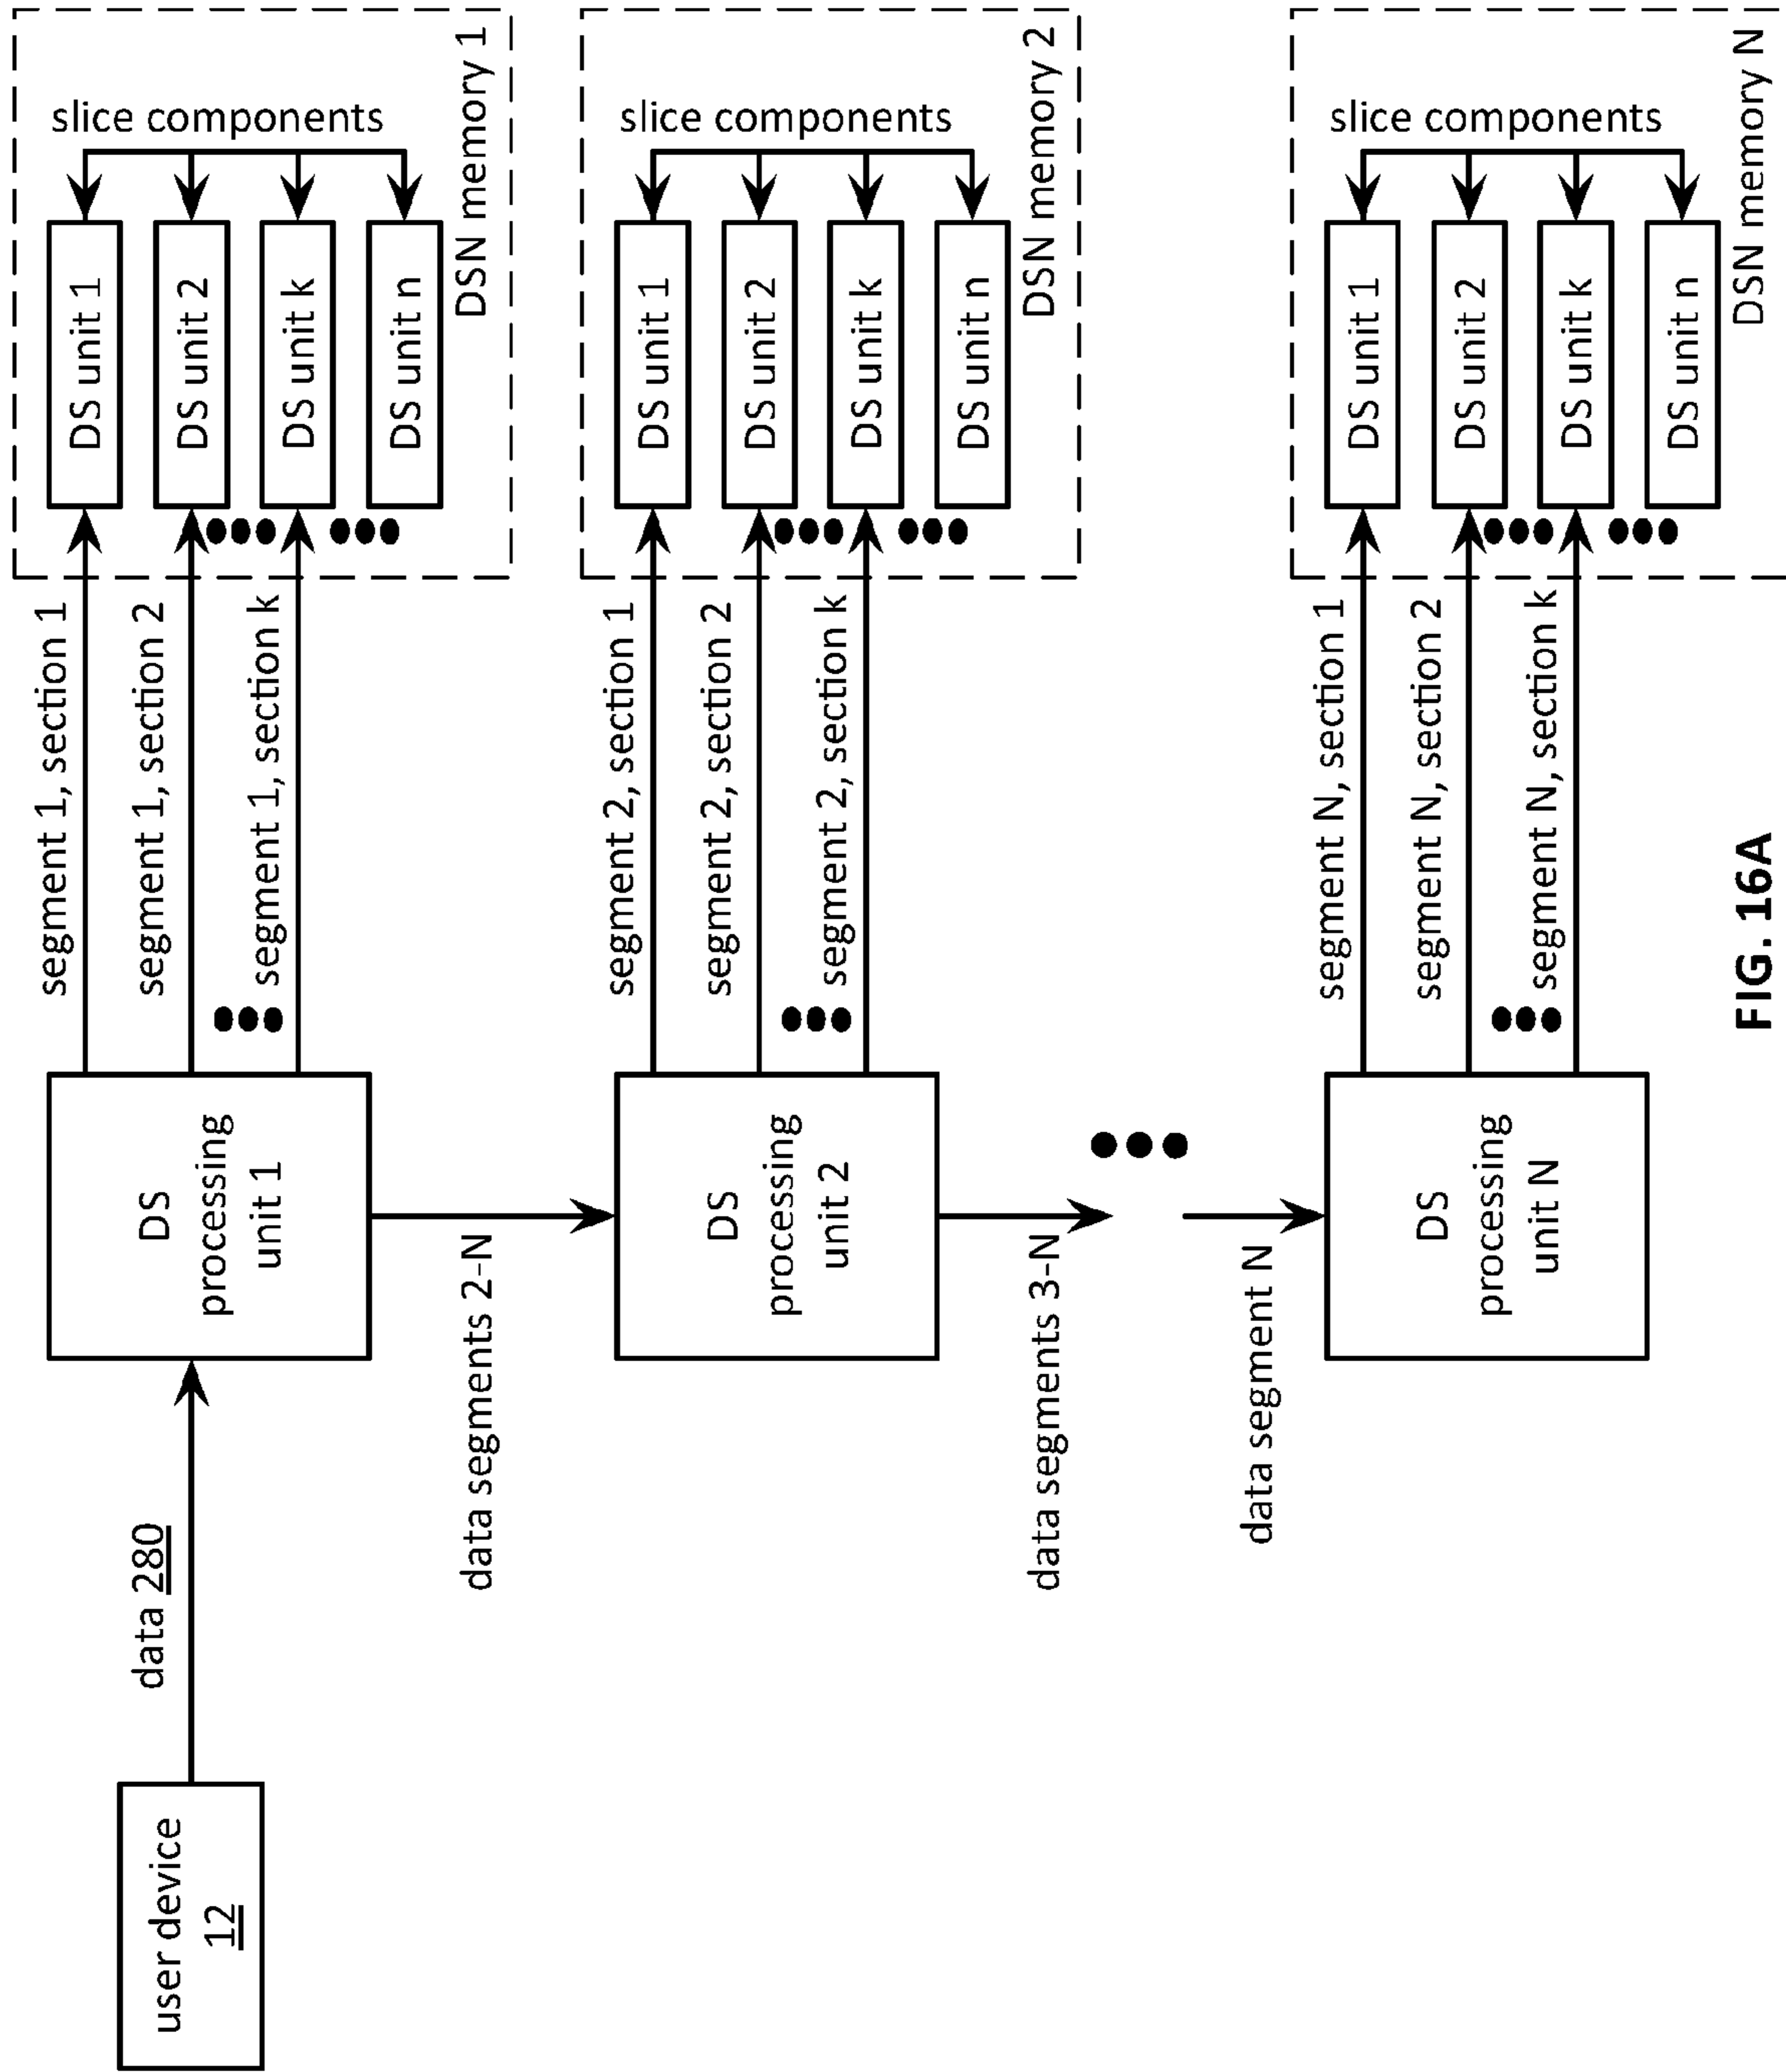 user device
12
data 280
DS
processing
unit 1
segment 1, section 1
segment 1, section 2
segment 1, section k
DS unit 1
DS unit 2
DS unit k
DS unit n
slice components
DSN memory 1
data segments 2-N
DS
processing
unit 2
segment 2, section 1
segment 2, section 2
segment 2, section k
DS unit 1
DS unit 2
DS unit k
DS unit n
slice components
DSN memory 2
data segments 3-N
data segment N
DS
processing
unit N
segment N, section 1
segment N, section 2
segment N, section k
DS unit 1
DS unit 2
DS unit k
DS unit n
slice components
DSN memory N
FIG. 16A